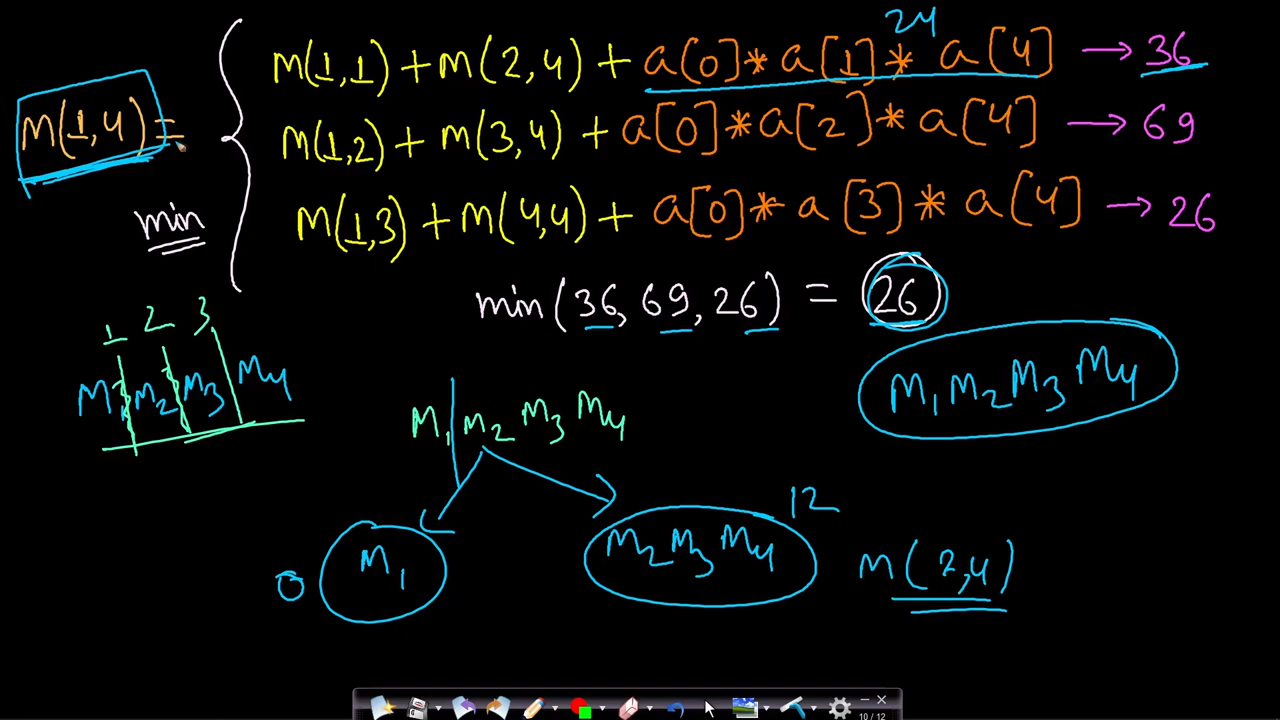 24
m(1,1) + m(2,4) + a[0] * a[1] * a[4] → 36
m(1,4) =
m(1,2) + m(3,4) + a[0] * a[2] * a[4] → 69
min
m(1,3) + m(4,4) + a[0] * a[3] * a[4] → 26
min(36, 69, 26) = 26
1 2 3
M1 M2 M3 M4
M1 M2 M3 M4
M1 M2 M3 M4
12
0 M1
M2 M3 M4
m(2,4)
10 / 12